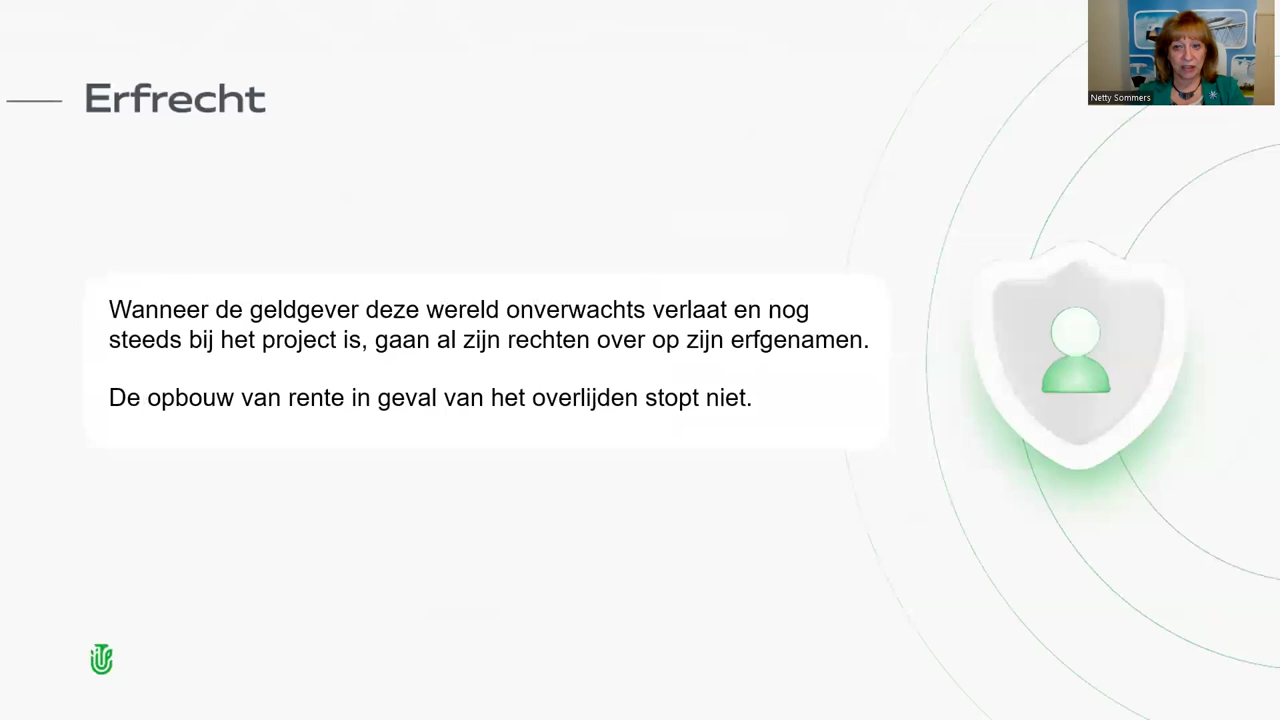 Erfrecht
Netty Sommers
Wanneer de geldgever deze wereld onverwachts verlaat en nog
steeds bij het project is, gaan al zijn rechten over op zijn erfgenamen.
De opbouw van rente in geval van het overlijden stopt niet.